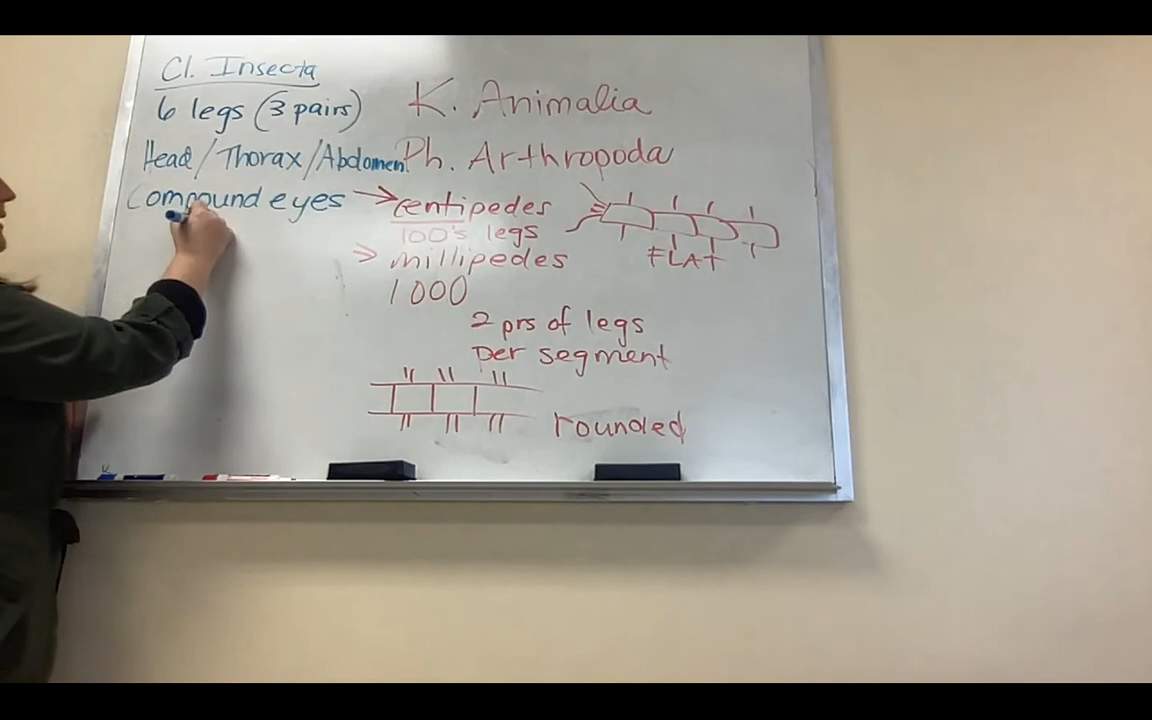 Cl. Insecta
6 legs (3 pairs)
Head/Thorax/Abdomen
Compound eyes
K. Animalia
Ph. Arthropoda
→ centipedes
100's legs
FLAT
> millipedes
1000
2 prs of legs
per segment
rounded